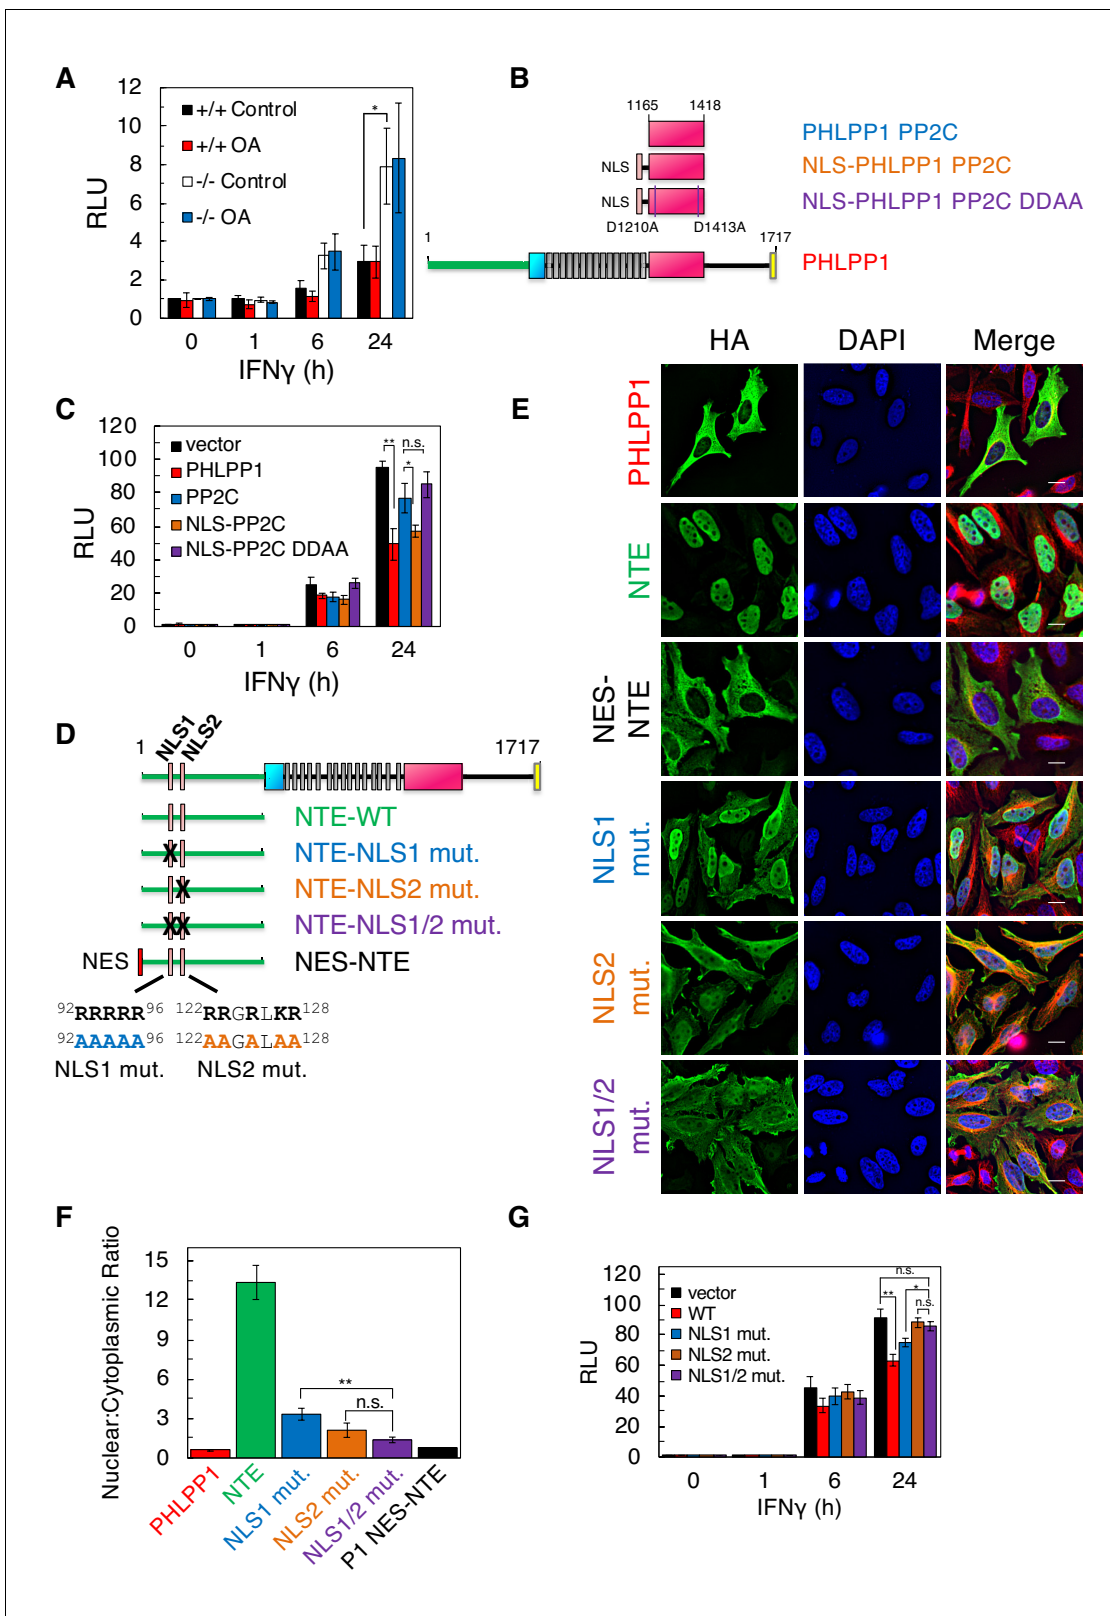 A
12
10
8
6
4
2
0
RLU
+/+ Control
+/+ OA
-/- Control
-/- OA
*
0 1 6 24
IFNγ (h)
B
1165 1418
PHLPP1 PP2C
NLS
NLS-PHLPP1 PP2C
NLS
NLS-PHLPP1 PP2C DDAA
D1210A D1413A
1 1717
PHLPP1
C
120
100
80
60
40
20
0
RLU
vector
PHLPP1
PP2C
NLS-PP2C
NLS-PP2C DDAA
n.s.
**
*
0 1 6 24
IFNγ (h)
D
NLS1
NLS2
1 1717
NTE-WT
X NTE-NLS1 mut.
X NTE-NLS2 mut.
XX NTE-NLS1/2 mut.
NES NES-NTE
92RRRRR96 122RRGRLKR128
92AAAAA96 122AAGALAA128
NLS1 mut. NLS2 mut.
E
HA DAPI Merge
PHLPP1
NTE
NES-
NTE
NLS1
mut.
NLS2
mut.
NLS1/2
mut.
F
Nuclear:Cytoplasmic Ratio
15
12
9
6
3
0
**
n.s.
PHLPP1
NTE
NLS1 mut.
NLS2 mut.
NLS1/2 mut.
P1 NES-NTE
G
120
100
80
60
40
20
0
RLU
vector
WT
NLS1 mut.
NLS2 mut.
NLS1/2 mut.
n.s.
**
*
n.s.
0 1 6 24
IFNγ (h)